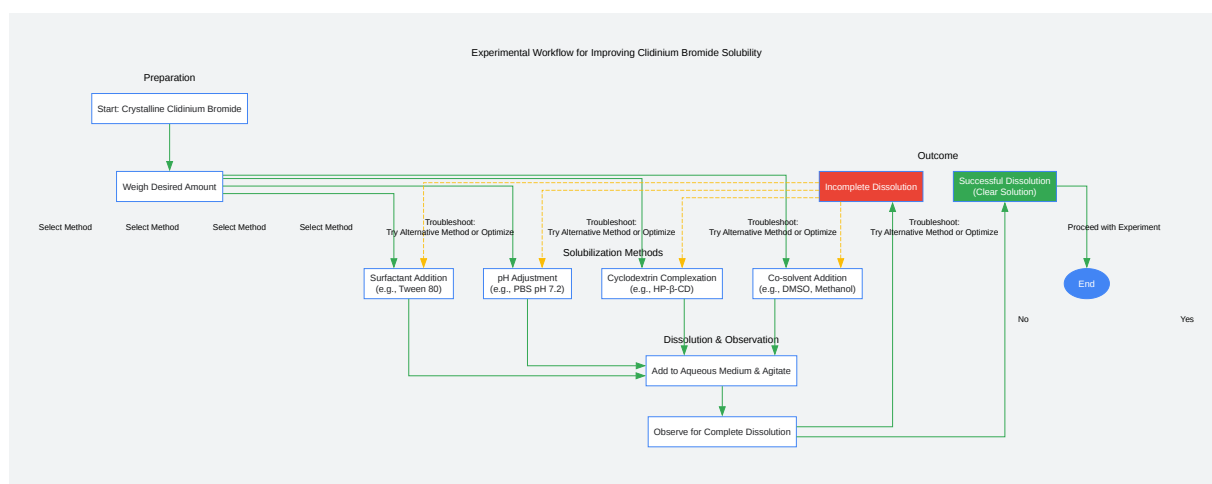 Experimental Workflow for Improving Clidinium Bromide Solubility
Preparation
Start: Crystalline Clidinium Bromide
Outcome
Weigh Desired Amount
Incomplete Dissolution
Successful Dissolution
(Clear Solution)
Select Method
Select Method
Select Method
Select Method
Troubleshoot:
Try Alternative Method or Optimize
Troubleshoot:
Try Alternative Method or Optimize
Troubleshoot:
Try Alternative Method or Optimize
Troubleshoot:
Try Alternative Method or Optimize
Proceed with Experiment
Solubilization Methods
Surfactant Addition
(e.g., Tween 80)
pH Adjustment
(e.g., PBS pH 7.2)
Cyclodextrin Complexation
(e.g., HP-β-CD)
Co-solvent Addition
(e.g., DMSO, Methanol)
End
No
Yes
Dissolution & Observation
Add to Aqueous Medium & Agitate
Observe for Complete Dissolution